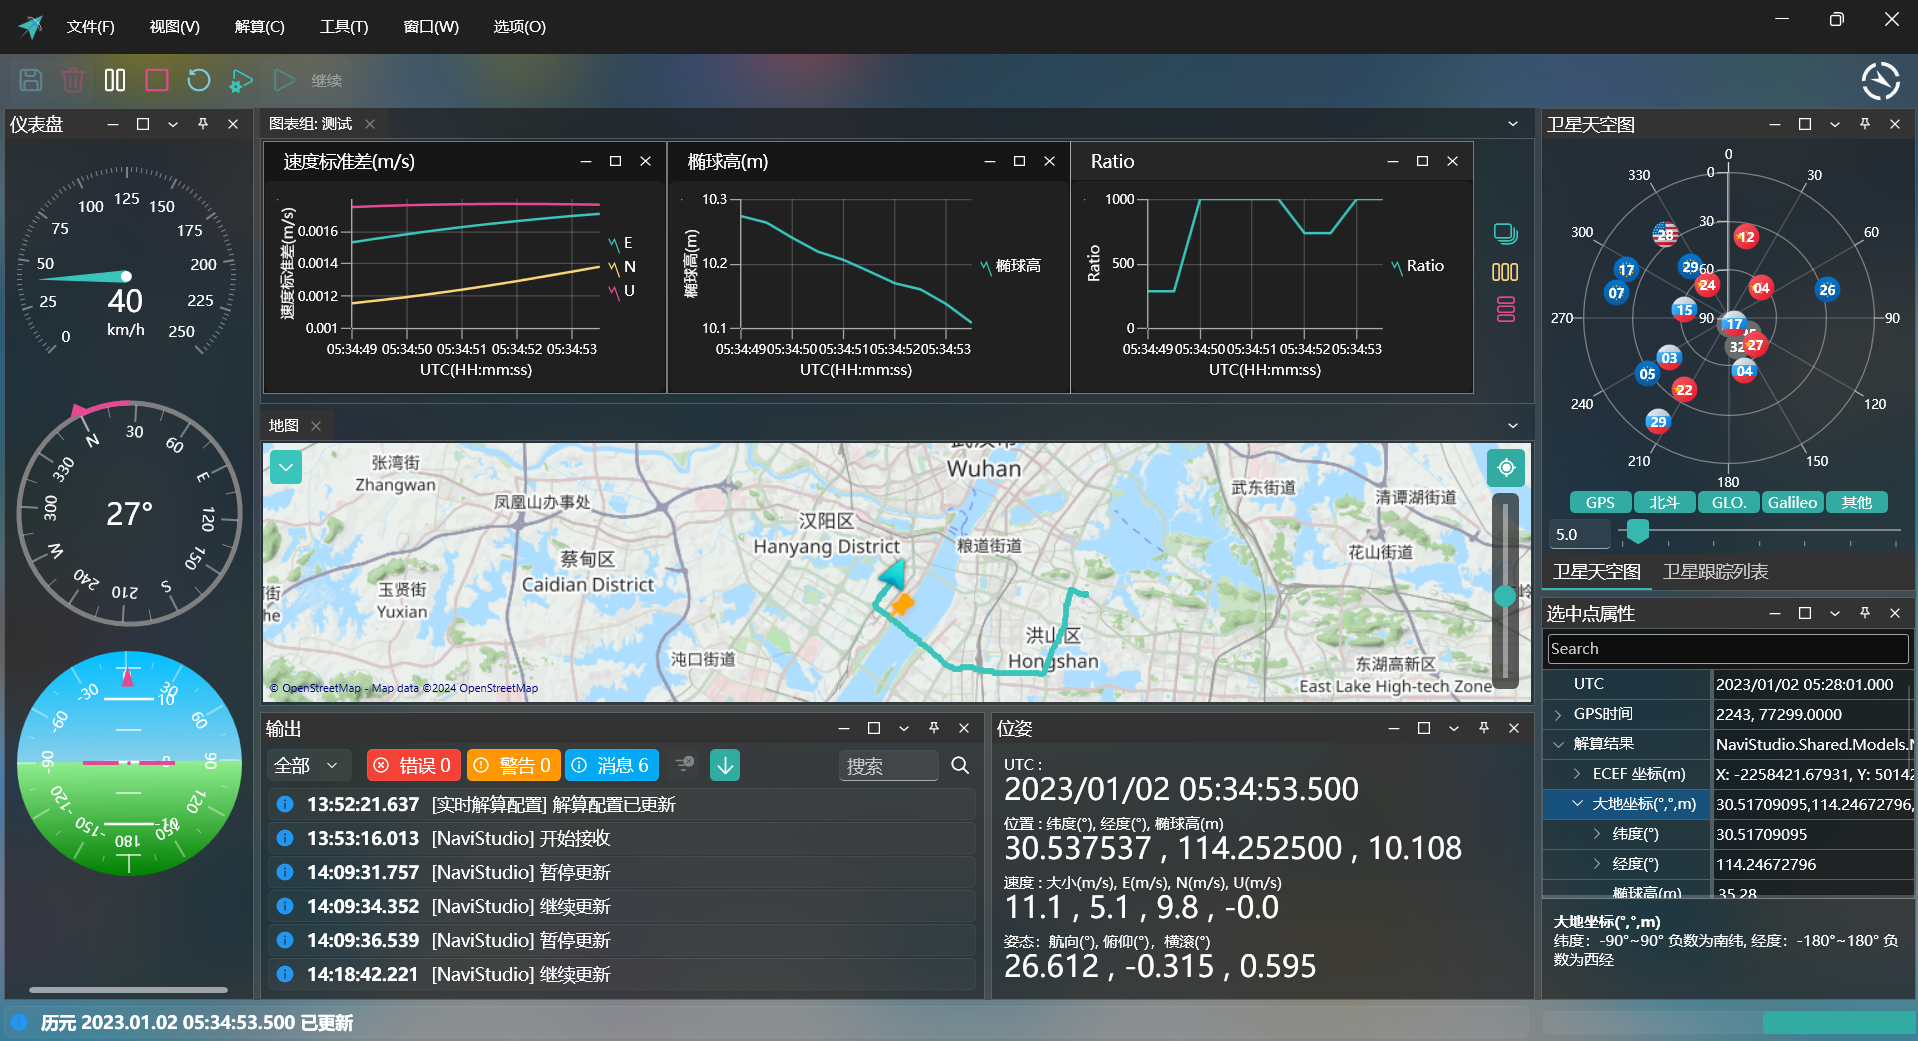 文件(F) 视图(V) 解算(C) 工具(T) 窗口(W) 选项(O)
继续
仪表盘
0 25 50 75 100 125 150 175 200 225 250
40
km/h
N 30 60 E 120 150 S 210 240 W 300 330
27°
-30 30
10
-60 60
-90 0 90
-120 120
-10
-150 150
180
图表组: 测试
速度标准差(m/s)
速度标准差(m/s)
0.0016
0.0014
0.0012
0.001
05:34:49 05:34:50 05:34:51 05:34:52 05:34:53
UTC(HH:mm:ss)
E
N
U
椭球高(m)
椭球高(m)
10.3
10.2
10.1
05:34:49 05:34:50 05:34:51 05:34:52 05:34:53
UTC(HH:mm:ss)
椭球高
Ratio
Ratio
1000
500
0
05:34:49 05:34:50 05:34:51 05:34:52 05:34:53
UTC(HH:mm:ss)
Ratio
地图
武汉市
Wuhan
张湾街
Zhangwan
凤凰山办事处
武东街道
清谭湖街道
汉阳区
Hanyang District
粮道街道
花山街道
蔡甸区
Caidian District
玉贤街
Yuxian
街
he
洪山区
Hongshan
沌口街道
东湖高新区
East Lake High-tech Zone
© OpenStreetMap - Map data ©2024 OpenStreetMap
输出
全部 错误 0 警告 0 消息 6 搜索
13:52:21.637 [实时解算配置] 解算配置已更新
13:53:16.013 [NaviStudio] 开始接收
14:09:31.757 [NaviStudio] 暂停更新
14:09:34.352 [NaviStudio] 继续更新
14:09:36.539 [NaviStudio] 暂停更新
14:18:42.221 [NaviStudio] 继续更新
位姿
UTC :
2023/01/02 05:34:53.500
位置 : 纬度(°), 经度(°), 椭球高(m)
30.537537 , 114.252500 , 10.108
速度 : 大小(m/s), E(m/s), N(m/s), U(m/s)
11.1 , 5.1 , 9.8 , -0.0
姿态: 航向(°), 俯仰(°), 横滚(°)
26.612 , -0.315 , 0.595
卫星天空图
0 30 60 90 120 150 180 210 240 270 300 330
0
30
60
90
28 12
17 29
07 24 04 26
15 17
32 27
03 04
05 22
29
GPS 北斗 GLO. Galileo 其他
5.0
卫星天空图 卫星跟踪列表
选中点属性
Search
UTC 2023/01/02 05:28:01.000
GPS时间 2243, 77299.0000
解算结果 NaviStudio.Shared.Models.N
ECEF 坐标(m) X: -2258421.67931, Y: 50142
大地坐标(°,°,m) 30.51709095,114.24672796,
纬度(°) 30.51709095
经度(°) 114.24672796
椭球高(m) 35.28
大地坐标(°,°,m)
纬度: -90°~90° 负数为南纬, 经度: -180°~180° 负
数为西经
历元 2023.01.02 05:34:53.500 已更新